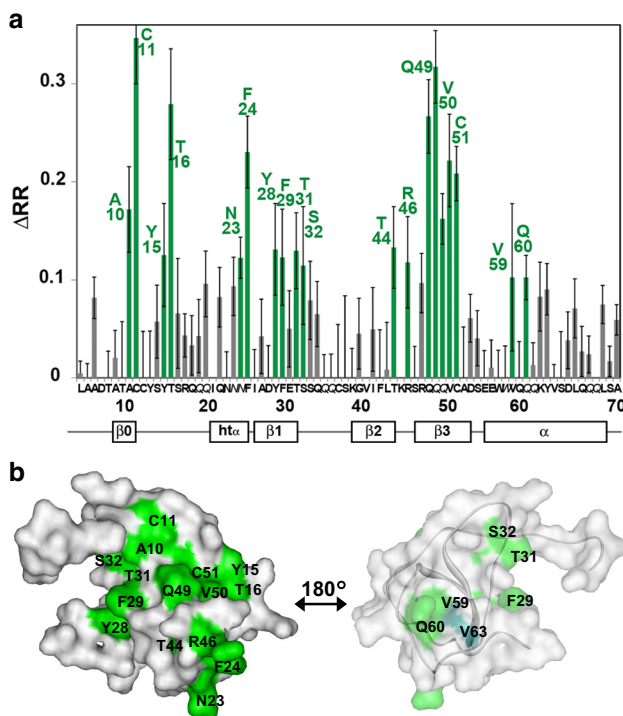 a
C
11
Q49
V
50
C
51
F
24
T
16
A
10
Y
15
N
23
Y
28
F
29
T
31
S
32
T
44
R
46
V
59
Q
60
ΔRR
0.3
0.2
0.1
0
10 20 30 40 50 60 70
β0 htα β1 β2 β3 α
b
C11
A10
S32
T31
C51
Y15
Q49
V50
T16
F29
Y28
T44
R46
F24
N23
180°
S32
T31
V59
F29
Q60
V63